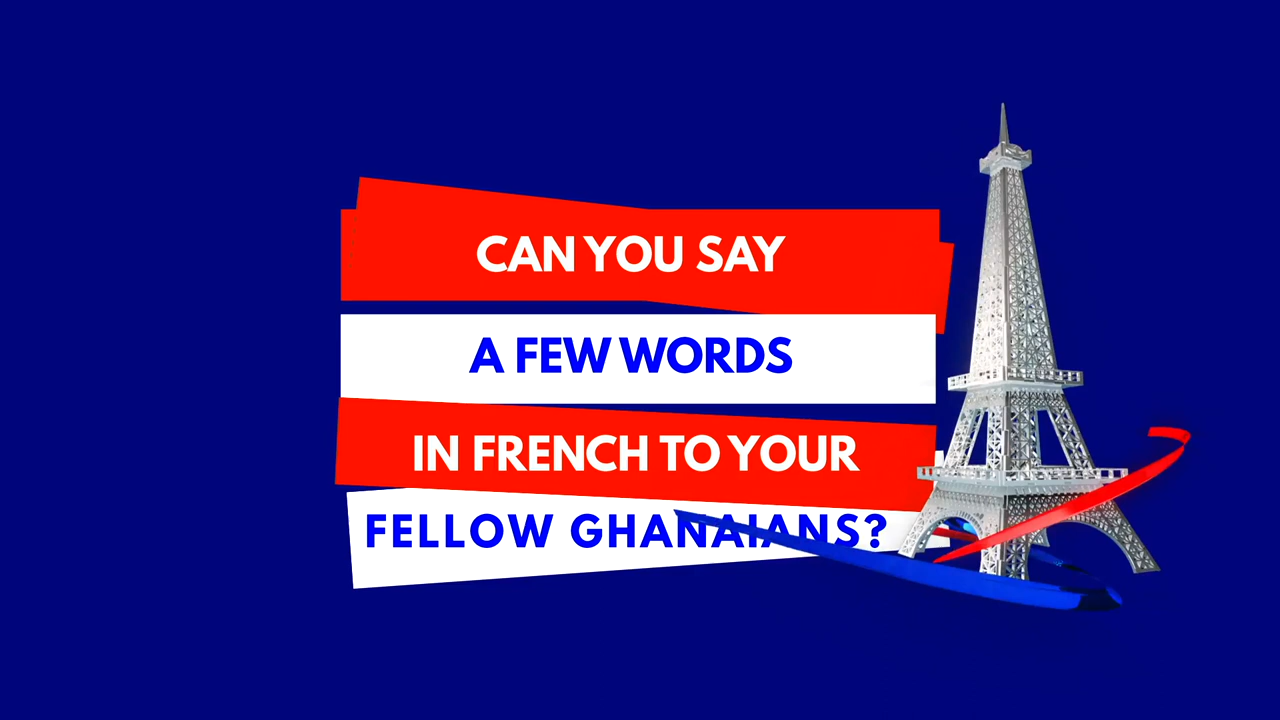 CAN YOU SAY
A FEW WORDS
IN FRENCH TO YOUR
FELLOW GHANAIANS?